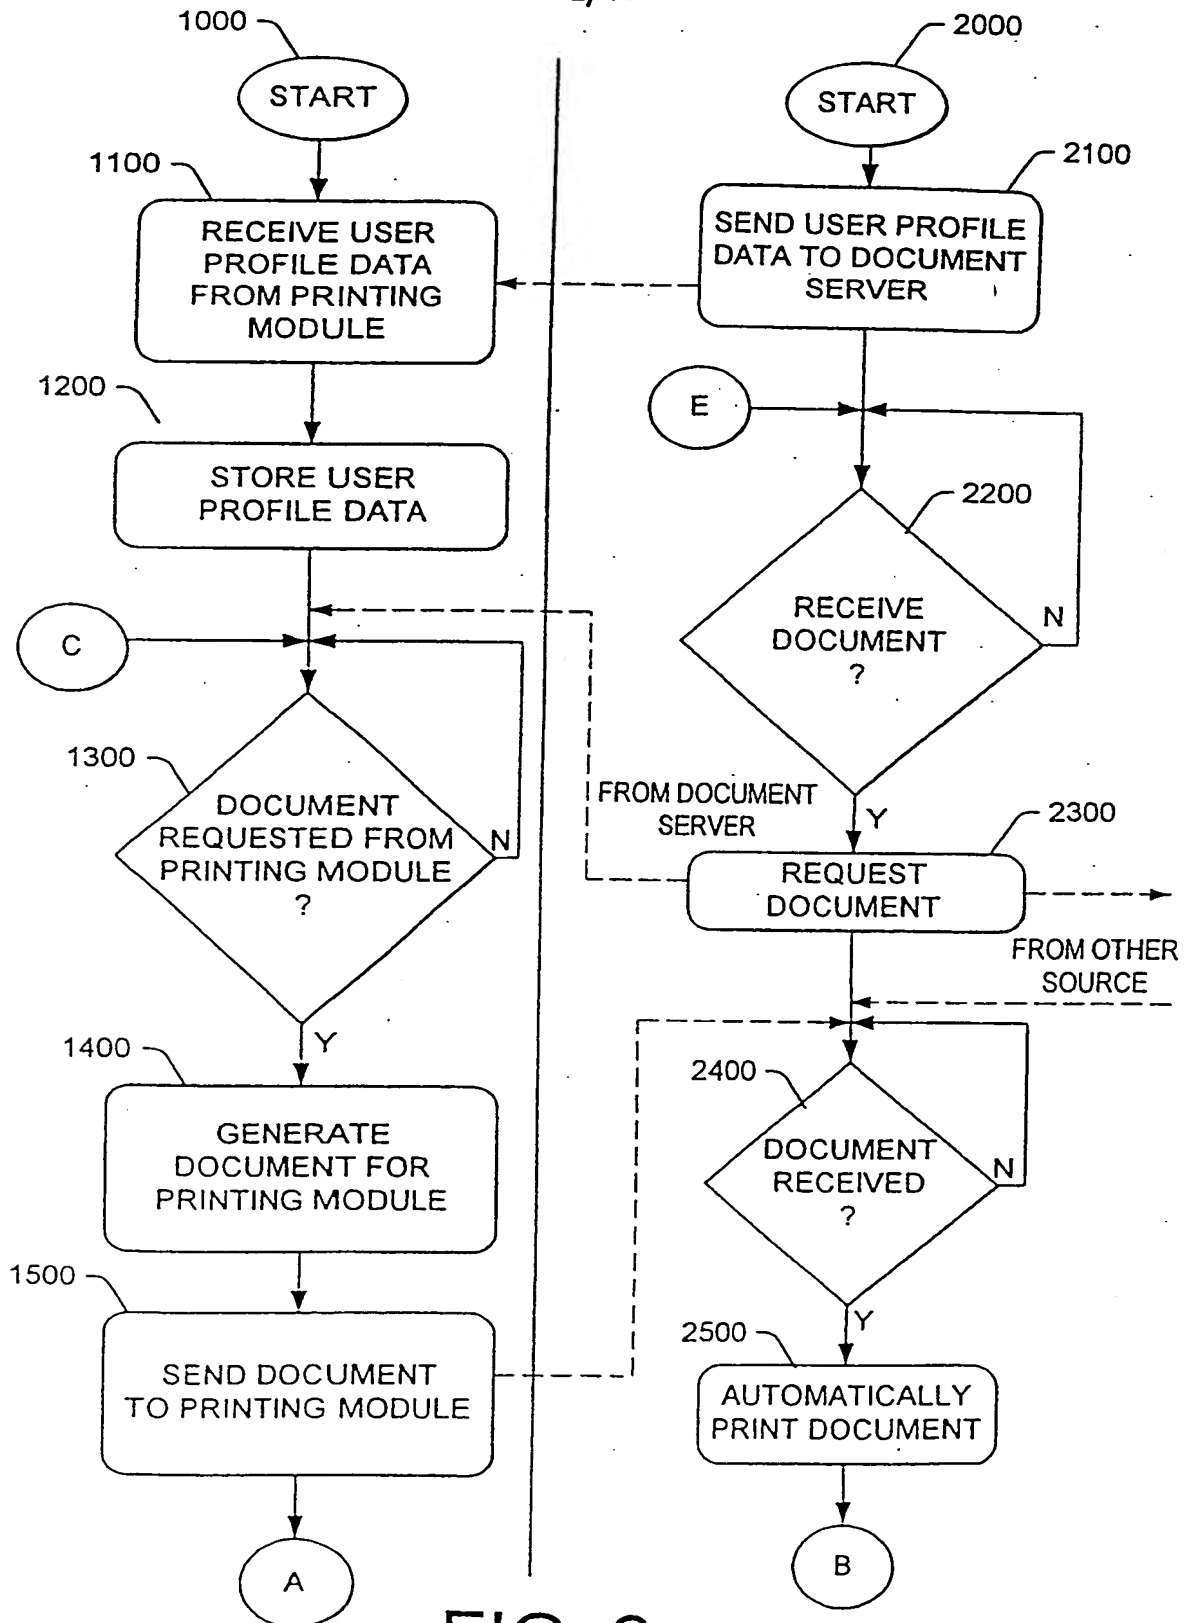 1000
START
1100
RECEIVE USER
PROFILE DATA
FROM PRINTING
MODULE
1200
STORE USER
PROFILE DATA
C
1300
DOCUMENT
REQUESTED FROM
PRINTING MODULE
?
N
Y
1400
GENERATE
DOCUMENT FOR
PRINTING MODULE
1500
SEND DOCUMENT
TO PRINTING MODULE
A
2000
START
2100
SEND USER PROFILE
DATA TO DOCUMENT
SERVER
E
2200
RECEIVE
DOCUMENT
?
N
Y
FROM DOCUMENT
SERVER
2300
REQUEST
DOCUMENT
FROM OTHER
SOURCE
2400
DOCUMENT
RECEIVED
?
N
Y
2500
AUTOMATICALLY
PRINT DOCUMENT
B